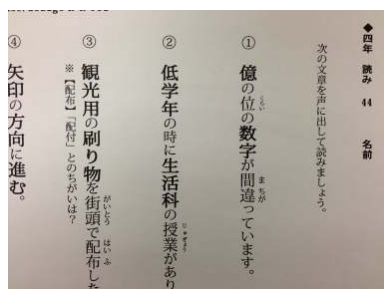 ◆四年 読み 44 名前
次の文章を声に出して読みましょう。
① 億の位の数字が間違っています。
② 低学年の時に生活科の授業があり
③ 観光用の刷り物を街頭で配布した
※【配布】「配付」とのちがいは？
④ 矢印の方向に進む。